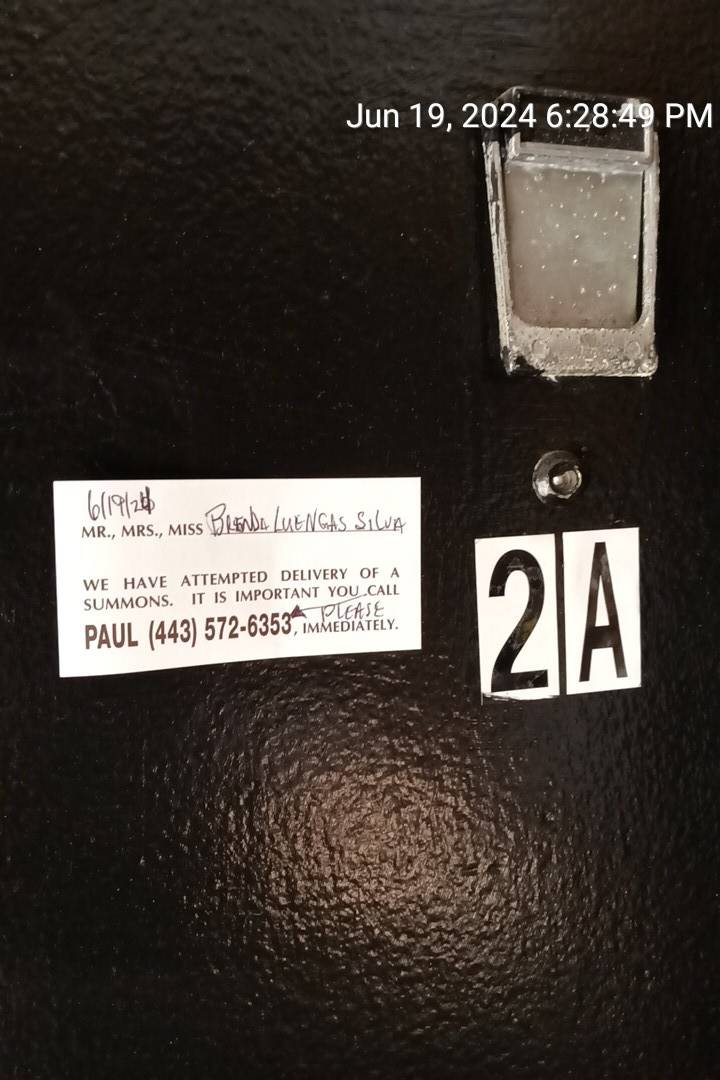 Jun 19, 2024 6:28:49 PM
6/19/24
MR., MRS., MISS BRENDA LUENGAS SILVA
WE HAVE ATTEMPTED DELIVERY OF A
SUMMONS. IT IS IMPORTANT YOU CALL
PLEASE
PAUL (443) 572-6353, IMMEDIATELY.
2A